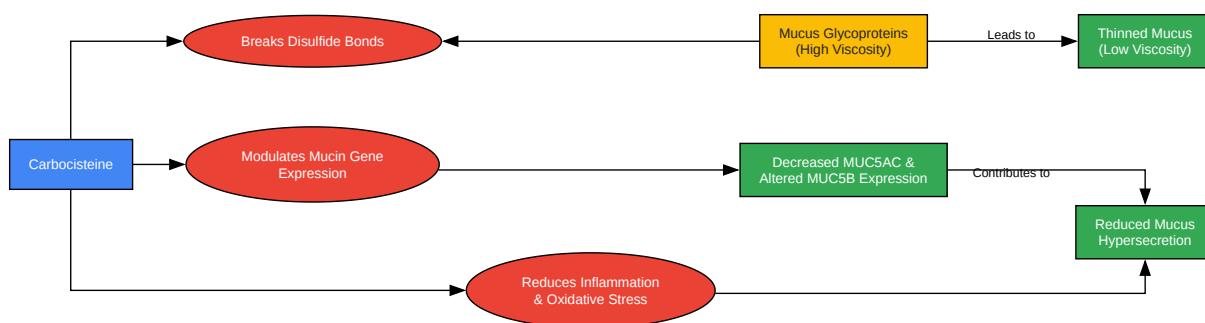 Breaks Disulfide Bonds
Mucus Glycoproteins
(High Viscosity)
Leads to
Thinned Mucus
(Low Viscosity)
Carbocisteine
Modulates Mucin Gene
Expression
Decreased MUC5AC &
Altered MUC5B Expression
Contributes to
Reduced Mucus
Hypersecretion
Reduces Inflammation
& Oxidative Stress